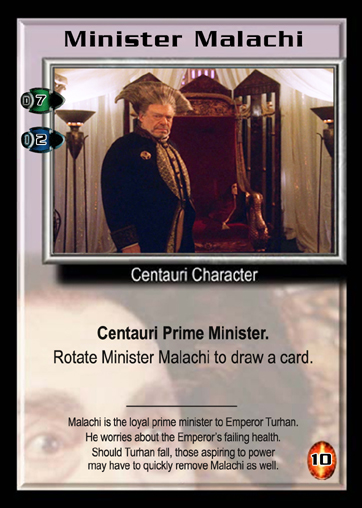 Minister Malachi
D 7
I 2
Centauri Character
Centauri Prime Minister.
Rotate Minister Malachi to draw a card.
Malachi is the loyal prime minister to Emperor Turhan.
He worries about the Emperor's failing health.
Should Turhan fall, those aspiring to power
may have to quickly remove Malachi as well.
10